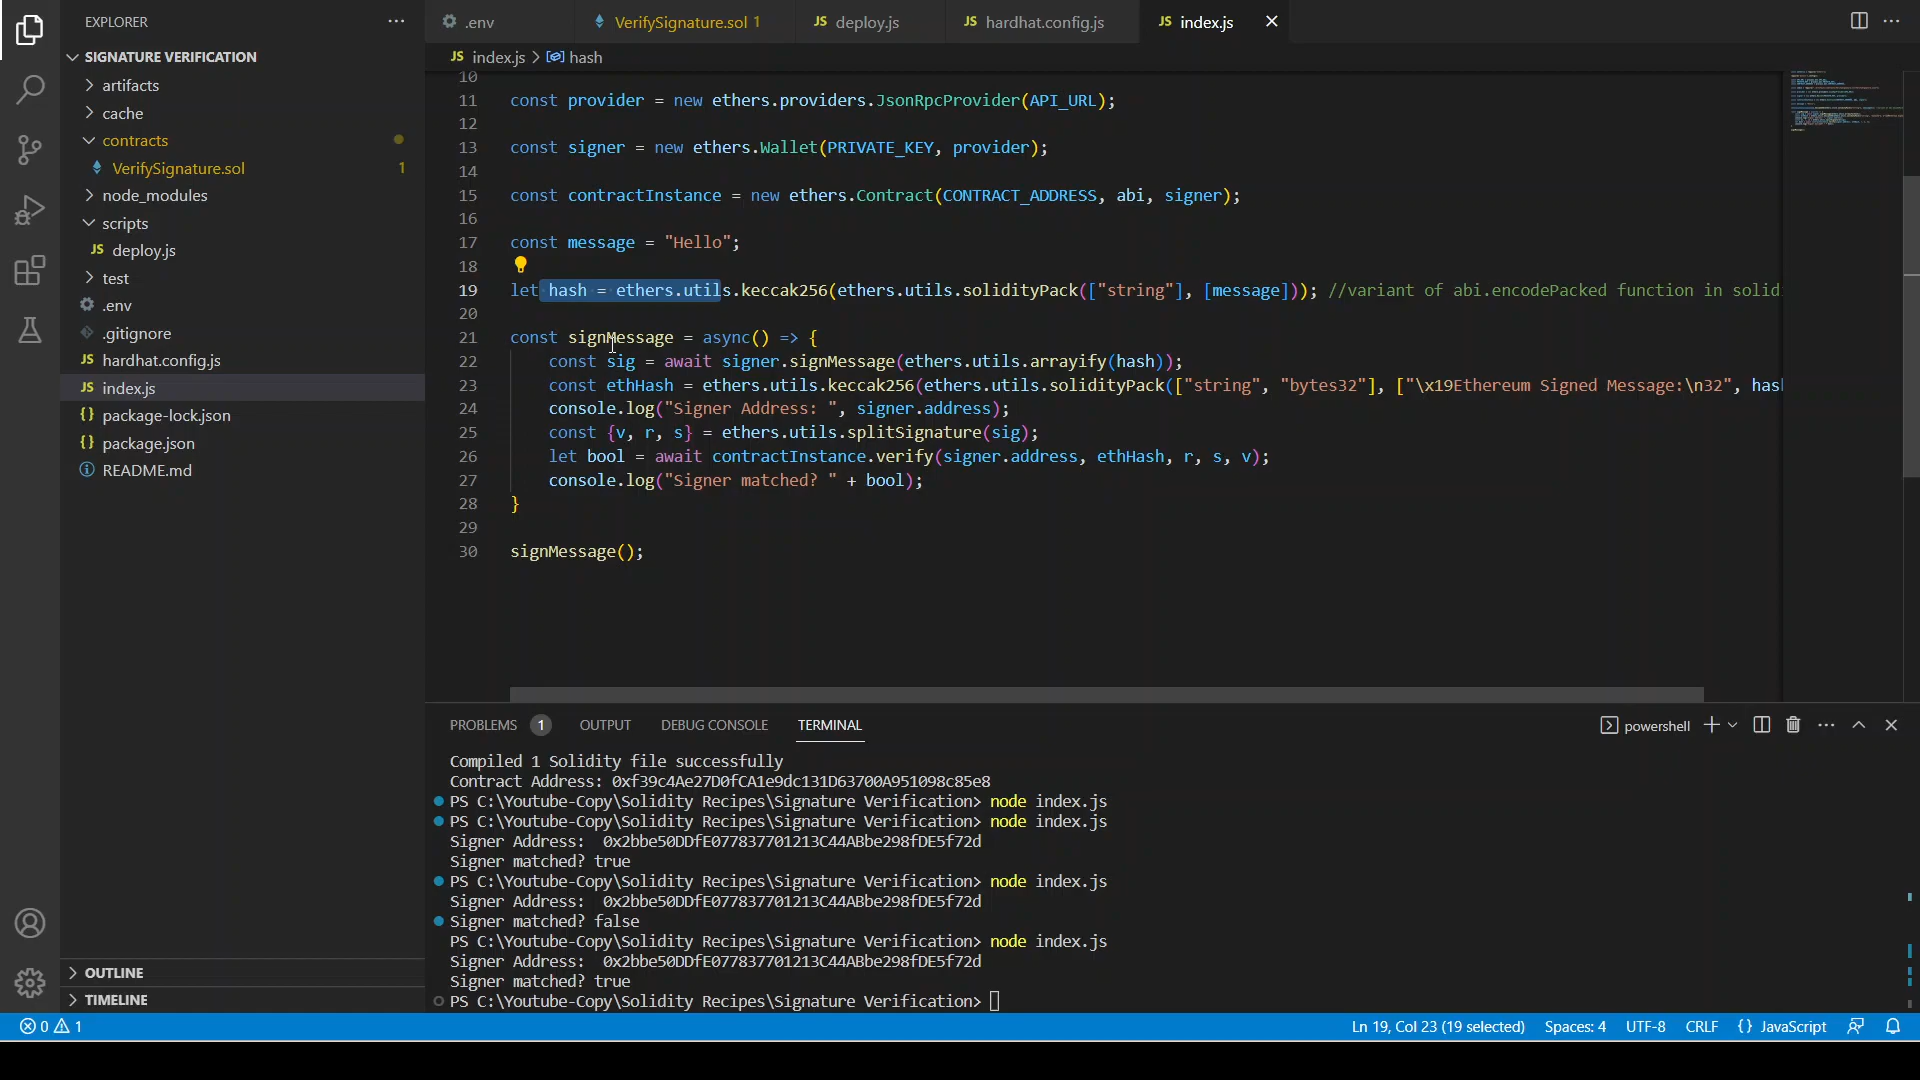 EXPLORER
SIGNATURE VERIFICATION
artifacts
cache
contracts
VerifySignature.sol 1
node_modules
scripts
JS deploy.js
test
.env
.gitignore
JS hardhat.config.js
JS index.js
{} package-lock.json
{} package.json
README.md
OUTLINE
TIMELINE
.env
VerifySignature.sol 1
JS deploy.js
JS hardhat.config.js
JS index.js
JS index.js > hash
10
11 const provider = new ethers.providers.JsonRpcProvider(API_URL);
12
13 const signer = new ethers.Wallet(PRIVATE_KEY, provider);
14
15 const contractInstance = new ethers.Contract(CONTRACT_ADDRESS, abi, signer);
16
17 const message = "Hello";
18
19 let hash = ethers.utils.keccak256(ethers.utils.solidityPack(["string"], [message])); //variant of abi.encodePacked function in solid
20
21 const signMessage = async() => {
22 const sig = await signer.signMessage(ethers.utils.arrayify(hash));
23 const ethHash = ethers.utils.keccak256(ethers.utils.solidityPack(["string", "bytes32"], ["\x19Ethereum Signed Message:\n32", hash
24 console.log("Signer Address: ", signer.address);
25 const {v, r, s} = ethers.utils.splitSignature(sig);
26 let bool = await contractInstance.verify(signer.address, ethHash, r, s, v);
27 console.log("Signer matched? " + bool);
28 }
29
30 signMessage();
PROBLEMS 1 OUTPUT DEBUG CONSOLE TERMINAL
powershell
Compiled 1 Solidity file successfully
Contract Address: 0xf39c4Ae27D0fCA1e9dc131D63700A951098c85e8
PS C:\Youtube-Copy\Solidity Recipes\Signature Verification> node index.js
PS C:\Youtube-Copy\Solidity Recipes\Signature Verification> node index.js
Signer Address:  0x2bbe50DDfE077837701213C44ABbe298fDE5f72d
Signer matched? true
PS C:\Youtube-Copy\Solidity Recipes\Signature Verification> node index.js
Signer Address:  0x2bbe50DDfE077837701213C44ABbe298fDE5f72d
Signer matched? false
PS C:\Youtube-Copy\Solidity Recipes\Signature Verification> node index.js
Signer Address:  0x2bbe50DDfE077837701213C44ABbe298fDE5f72d
Signer matched? true
PS C:\Youtube-Copy\Solidity Recipes\Signature Verification>
0 1
Ln 19, Col 23 (19 selected) Spaces: 4 UTF-8 CRLF {} JavaScript